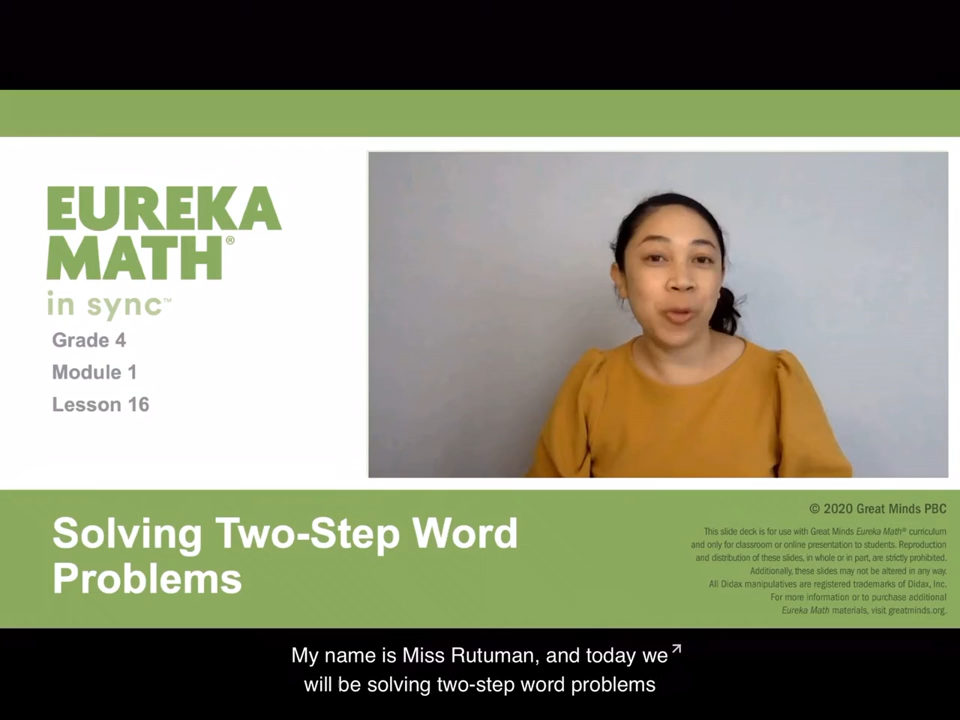 EUREKA
MATH®
in sync™
Grade 4
Module 1
Lesson 16
Solving Two-Step Word
Problems
© 2020 Great Minds PBC
This slide deck is for use with Great Minds Eureka Math® curriculum
and only for classroom or online presentation to students. Reproduction
and distribution of these slides, in whole or in part, are strictly prohibited.
Additionally, these slides may not be altered in any way.
All Didax manipulatives are registered trademarks of Didax, Inc.
For more information or to purchase additional
Eureka Math materials, visit greatminds.org.
My name is Miss Rutuman, and today we
will be solving two-step word problems